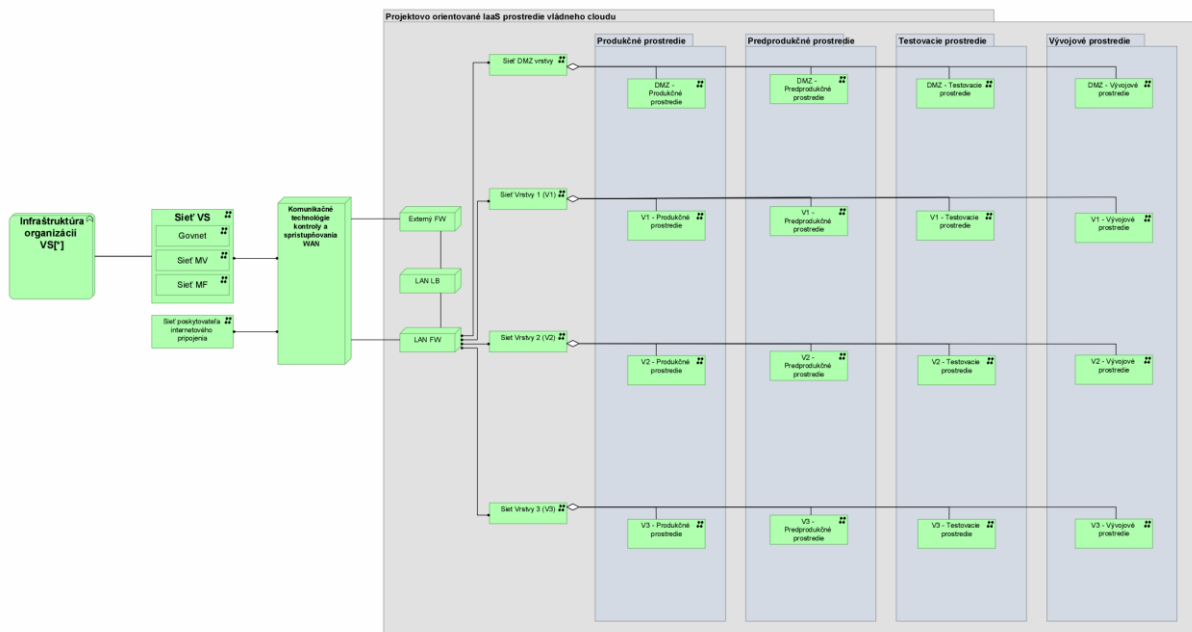 Projektovo orientované IaaS prostredie vládneho cloudu
Produkčné prostredie
Predprodukčné prostredie
Testovacie prostredie
Vývojové prostredie
Sieť DMZ vrstvy
DMZ -
Produkčné
prostredie
DMZ -
Predprodukčné
prostredie
DMZ - Testovacie
prostredie
DMZ - Vývojové
prostredie
Infraštruktúra
organizácii
VS[*]
Sieť VS
Govnet
Sieť MV
Sieť MF
Sieť poskytovateľa
internetového
pripojenia
Komunikačné
technológie
kontroly a
sprístupňovania
WAN
Externý FW
LAN LB
LAN FW
Sieť Vrstvy 1 (V1)
V1 - Produkčné
prostredie
V1 -
Predprodukčné
prostredie
V1 - Testovacie
prostredie
V1 - Vývojové
prostredie
Siet Vrstvy 2 (V2)
V2 - Produkčné
prostredie
V2 -
Predprodukčné
prostredie
V2 - Testovacie
prostredie
V2 - Vývojové
prostredie
Siet Vrstvy 3 (V3)
V3 - Produkčné
prostredie
V3 -
Predprodukčné
prostredie
V3 - Testovacie
prostredie
V3 - Vývojové
prostredie